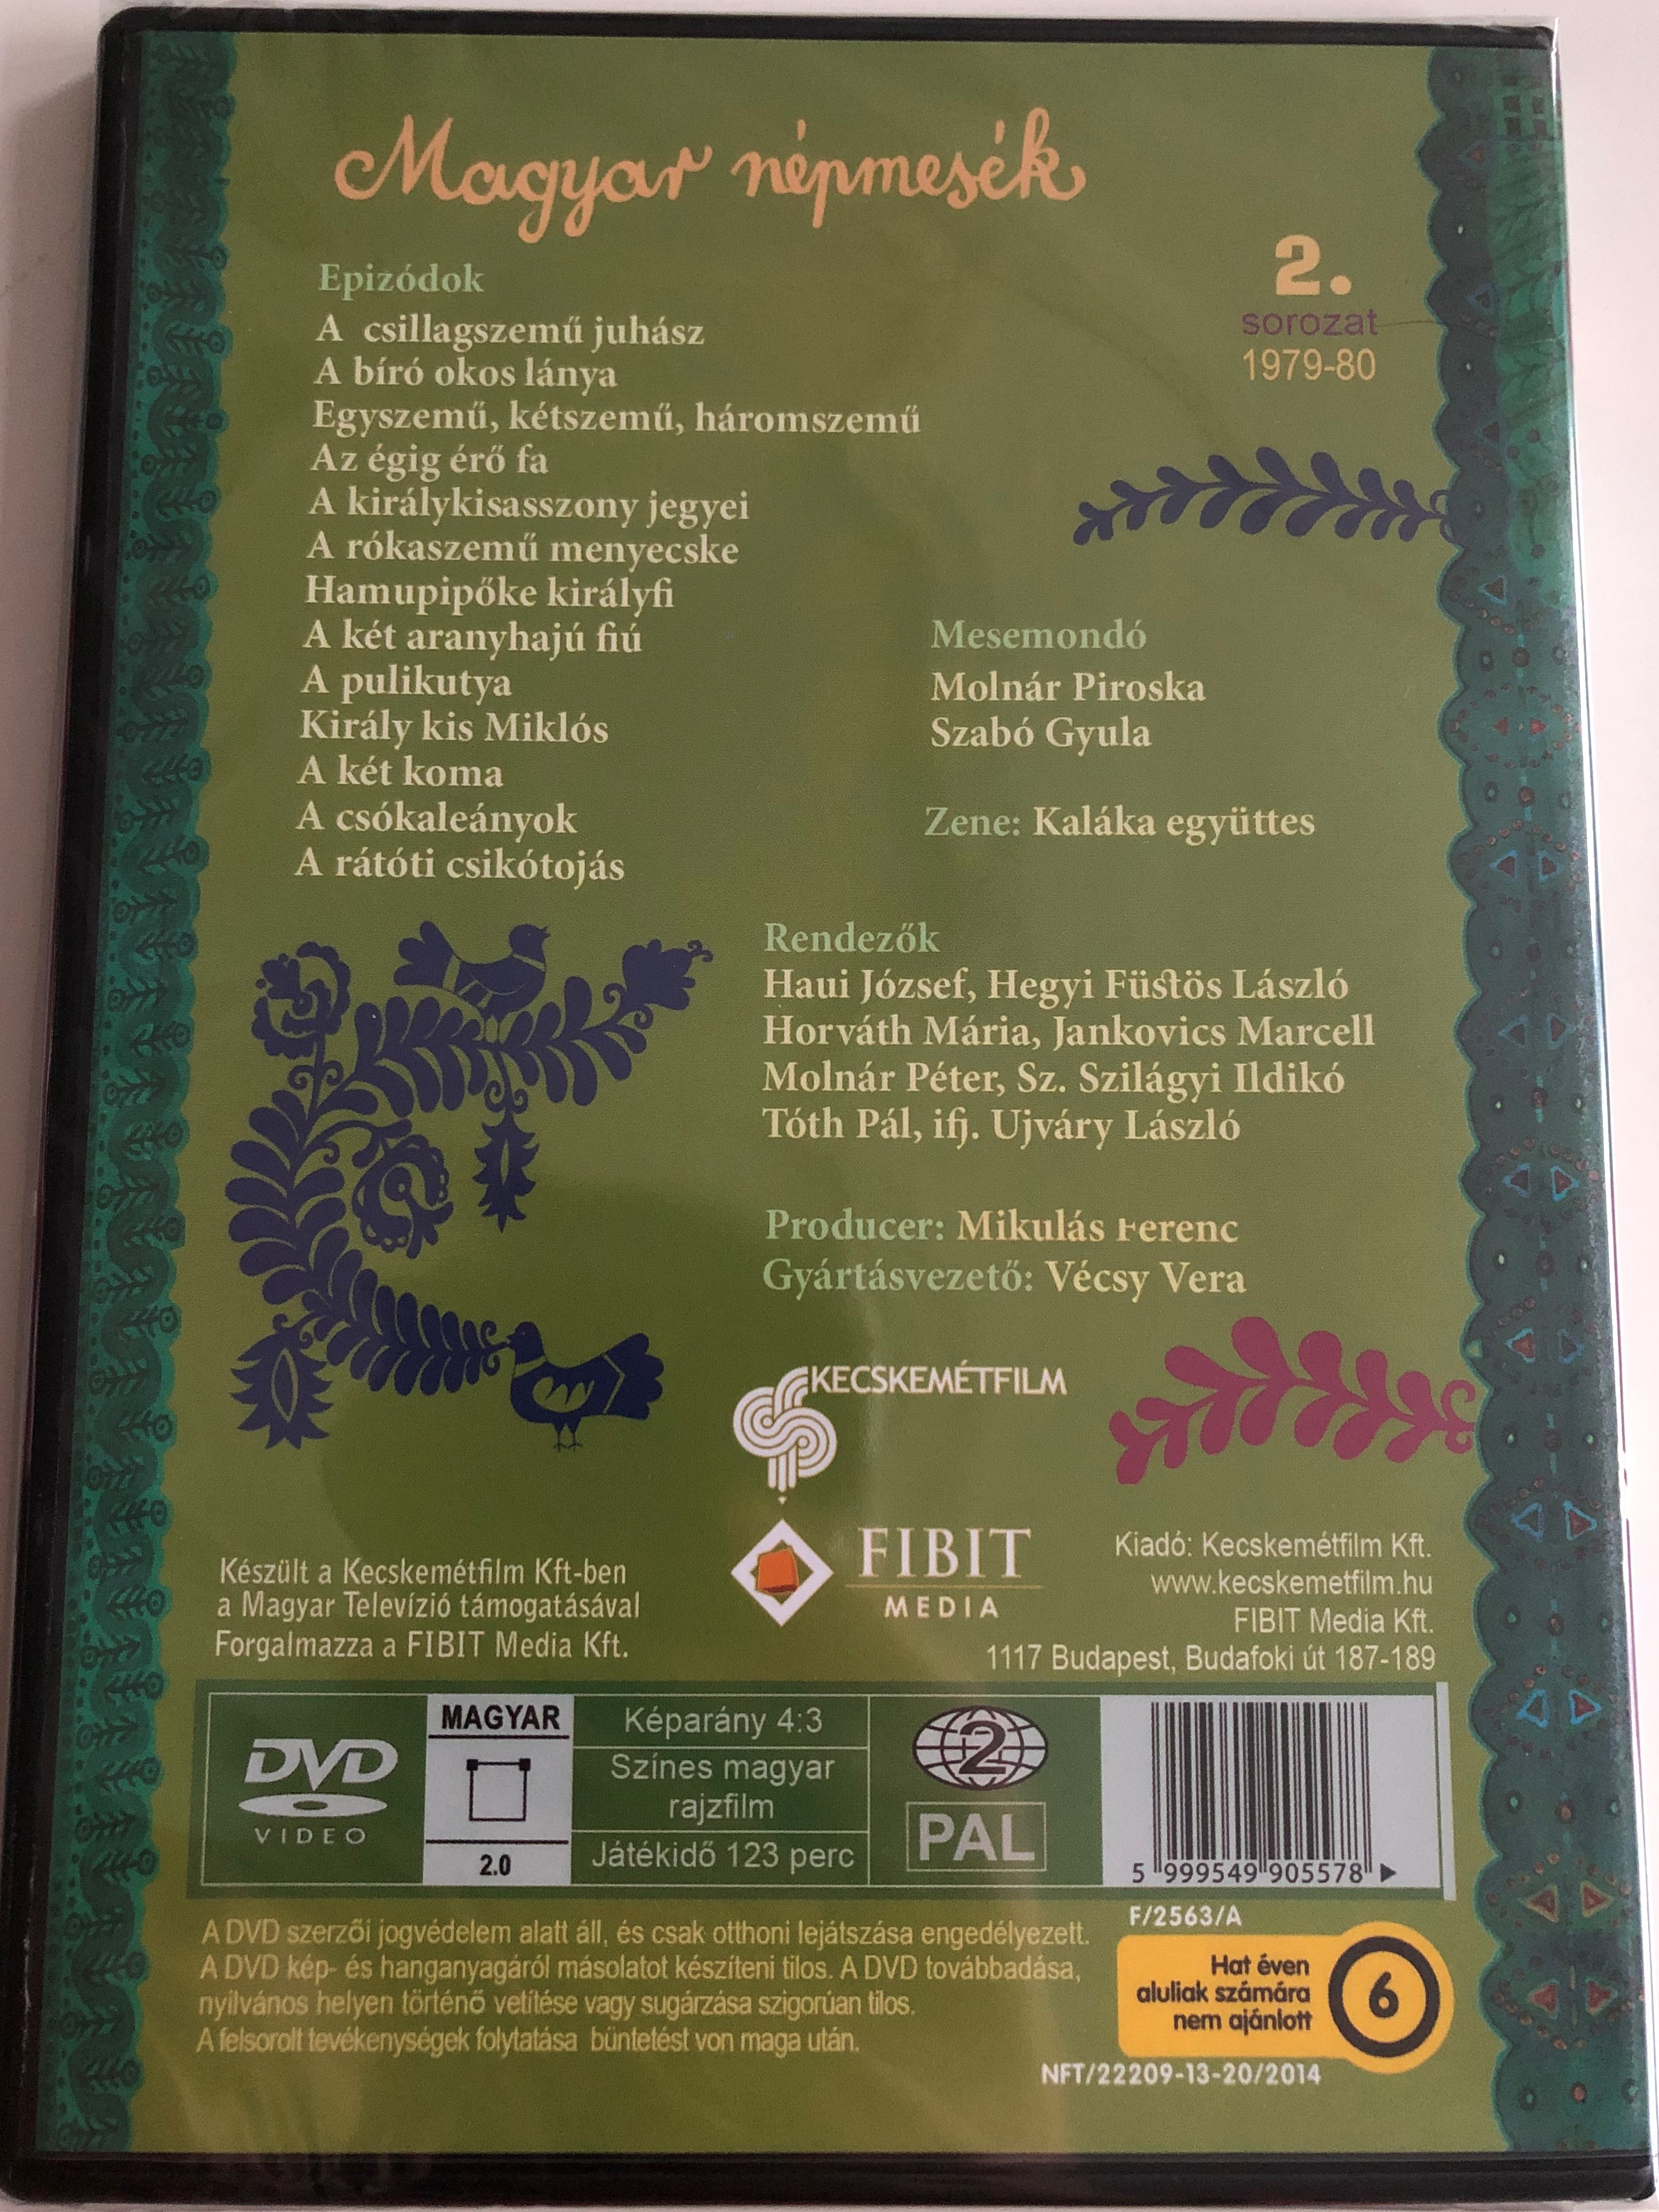 Magyar népmesék
2.
sorozat
1979-80
Epizódok
A csillagszemű juhász
A bíró okos lánya
Egyszemű, kétszemű, háromszemű
Az égig érő fa
A királykisasszony jegyei
A rókaszemű menyecske
Hamupipőke királyfi
A két aranyhajú fiú
A pulikutya
Király kis Miklós
A két koma
A csókaleányok
A rátóti csikótojás
Mesemondó
Molnár Piroska
Szabó Gyula
Zene: Kaláka együttes
Rendezők
Haui József, Hegyi Füstös László
Horváth Mária, Jankovics Marcell
Molnár Péter, Sz. Szilágyi Ildikó
Tóth Pál, ifj. Ujváry László
Producer: Mikulás Ferenc
Gyártásvezető: Vécsy Vera
KECSKEMÉTFILM
Készült a Kecskemétfilm Kft-ben
a Magyar Televízió támogatásával
Forgalmazza a FIBIT Media Kft.
FIBIT
MEDIA
Kiadó: Kecskemétfilm Kft.
www.kecskemetfilm.hu
FIBIT Media Kft.
1117 Budapest, Budafoki út 187-189
DVD
VIDEO
MAGYAR
2.0
Képarány 4:3
Színes magyar
rajzfilm
Játékidő 123 perc
2
PAL
5 999549 905578
A DVD szerzői jogvédelem alatt áll, és csak otthoni lejátszása engedélyezett.
A DVD kép- és hanganyagáról másolatot készíteni tilos. A DVD továbbadása,
nyilvános helyen történő vetítése vagy sugárzása szigorúan tilos.
A felsorolt tevékenységek folytatása büntetést von maga után.
F/2563/A
Hat éven
aluliak számára
nem ajánlott
6
NFT/22209-13-20/2014